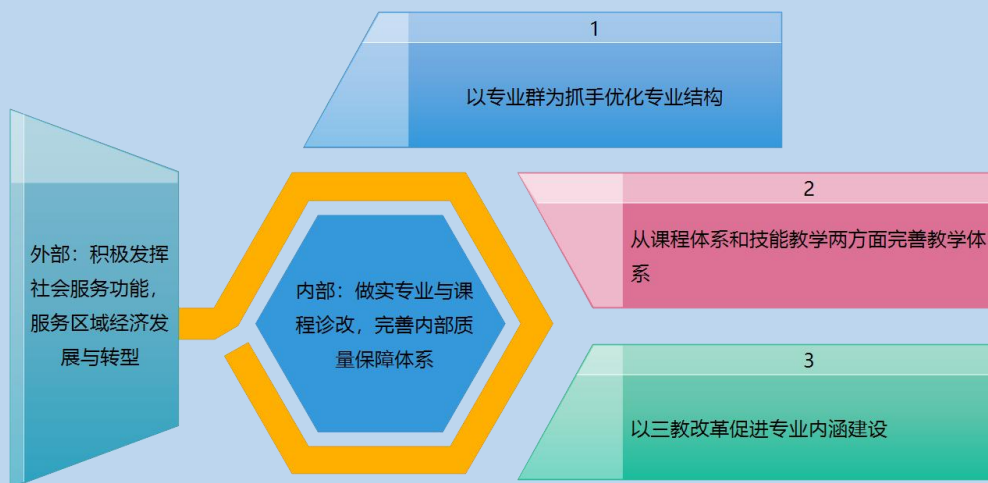 1
以专业群为抓手优化专业结构
2
从课程体系和技能教学两方面完善教学体
系
3
以三教改革促进专业内涵建设
外部：积极发挥
社会服务功能，
服务区域经济发
展与转型
内部：做实专业与课
程诊改，完善内部质
量保障体系